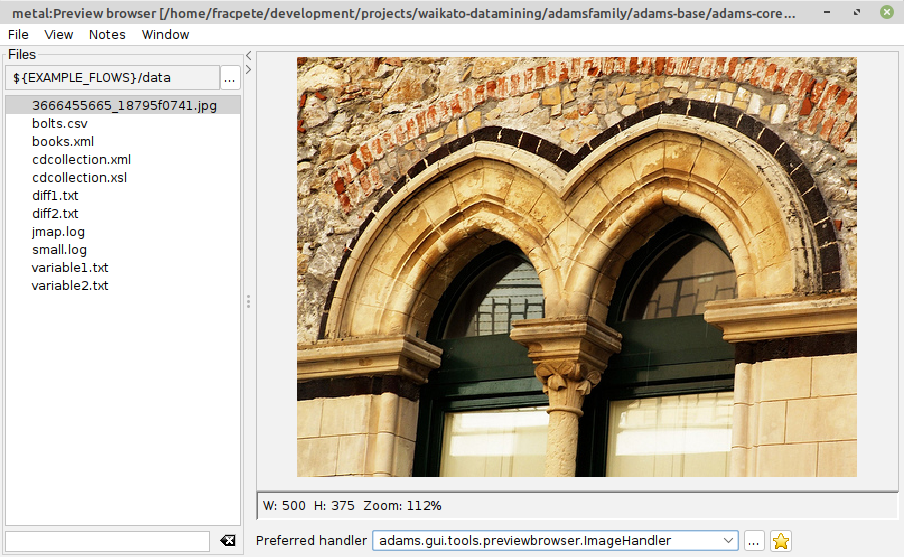 metal:Preview browser [/home/fracpete/development/projects/waikato-datamining/adamsfamily/adams-base/adams-core...
File View Notes Window
Files
${EXAMPLE_FLOWS}/data ...
3666455665_18795f0741.jpg
bolts.csv
books.xml
cdcollection.xml
cdcollection.xsl
diff1.txt
diff2.txt
jmap.log
small.log
variable1.txt
variable2.txt
W: 500 H: 375 Zoom: 112%
Preferred handler adams.gui.tools.previewbrowser.ImageHandler ...